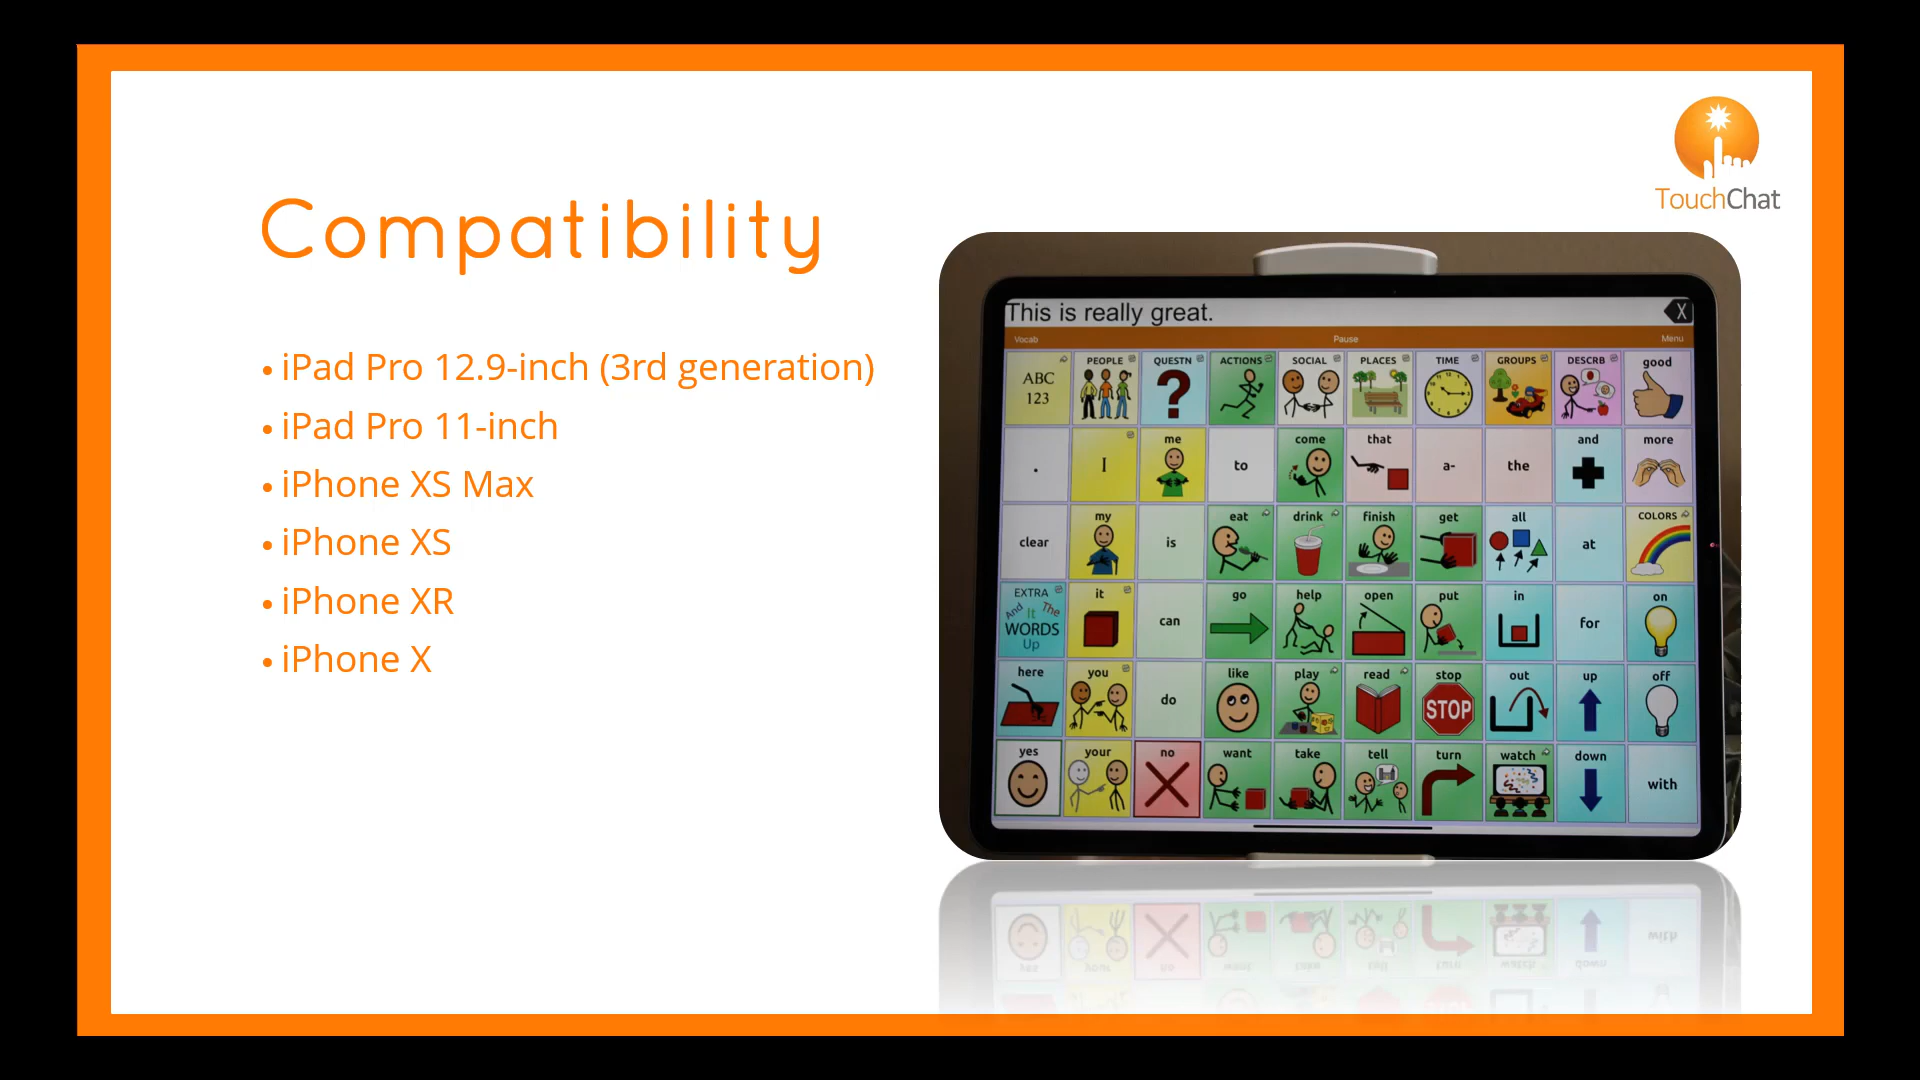 TouchChat
Compatibility
• iPad Pro 12.9-inch (3rd generation)
• iPad Pro 11-inch
• iPhone XS Max
• iPhone XS
• iPhone XR
• iPhone X
This is really great. X
Vocab Pause Menu
ABC 123 PEOPLE QUESTN ACTIONS SOCIAL PLACES TIME GROUPS DESCRB good
. I me to come that a- the and more
clear my is eat drink finish get all at COLORS
EXTRA And It The WORDS Up it can go help open put in for on
here you do like play read stop STOP out up off
yes your no want take tell turn watch down with